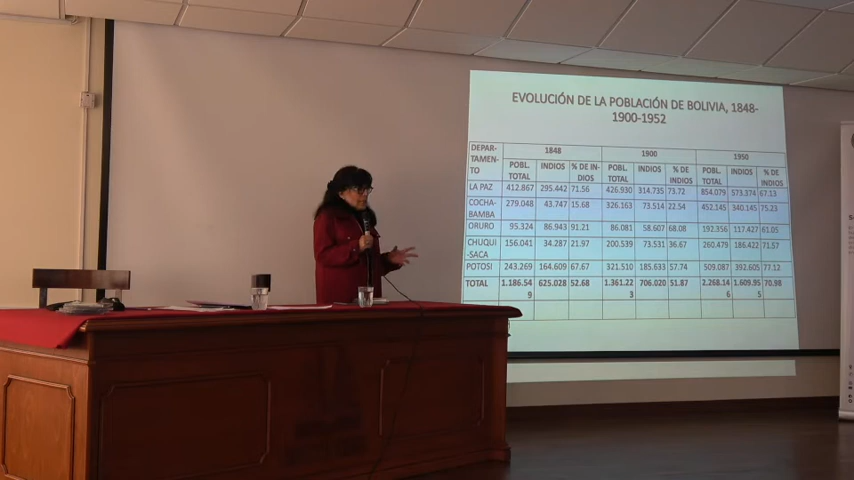 EVOLUCIÓN DE LA POBLACIÓN DE BOLIVIA, 1848-
1900-1952
DEPAR- 1848 1900 1950
TAMEN- POBL. INDIOS % DE IN- POBL. INDIOS % DE POBL. INDIOS % DE
TO TOTAL DIOS TOTAL INDIOS TOTAL INDIOS
LA PAZ 412.867 295.442 71.56 426.930 314.735 73.72 854.079 573.374 67.13
COCHA- 279.048 43.747 15.68 326.163 73.514 22.54 452.145 340.145 75.23
BAMBA
ORURO 95.324 86.943 91.21 86.081 58.607 68.08 192.356 117.427 61.05
CHUQUI 156.041 34.287 21.97 200.539 73.531 36.67 260.479 186.422 71.57
-SACA
POTOSI 243.269 164.609 67.67 321.510 185.633 57.74 509.087 392.605 77.12
TOTAL 1.186.54 625.028 52.68 1.361.22 706.020 51.87 2.268.14 1.609.95 70.98
9 3 6 5